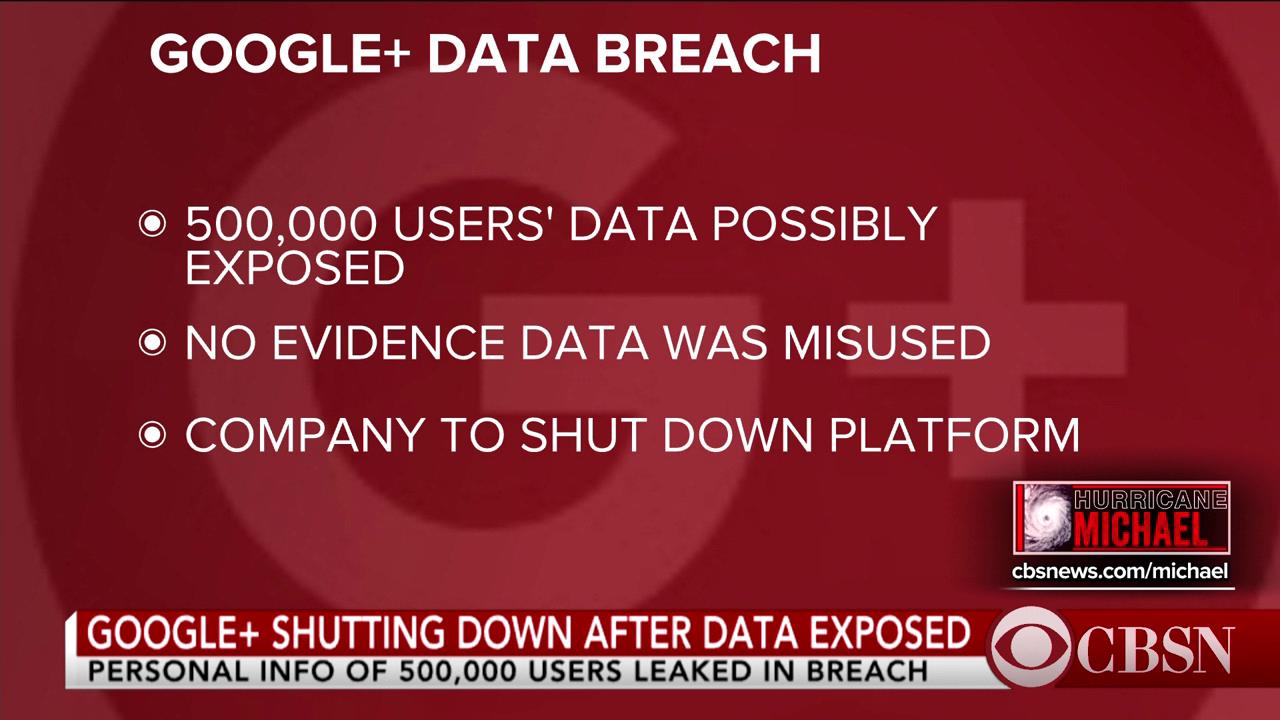 GOOGLE+ DATA BREACH
500,000 USERS' DATA POSSIBLY
EXPOSED
NO EVIDENCE DATA WAS MISUSED
COMPANY TO SHUT DOWN PLATFORM
HURRICANE
MICHAEL
cbsnews.com/michael
GOOGLE+ SHUTTING DOWN AFTER DATA EXPOSED
PERSONAL INFO OF 500,000 USERS LEAKED IN BREACH
CBSN
G+